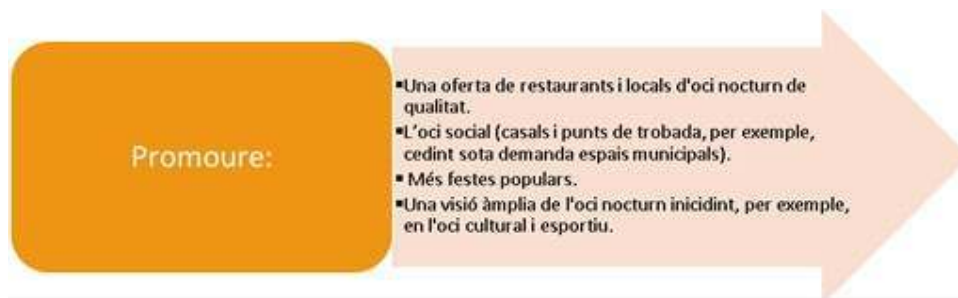 Promoure:
▪Una oferta de restaurants i locals d'oci nocturn de
qualitat.
▪L'oci social (casals i punts de trobada, per exemple,
cedint sota demanda espais municipals).
▪ Més festes populars.
▪Una visió àmplia de l'oci nocturn inicidint, per exemple,
en l'oci cultural i esportiu.